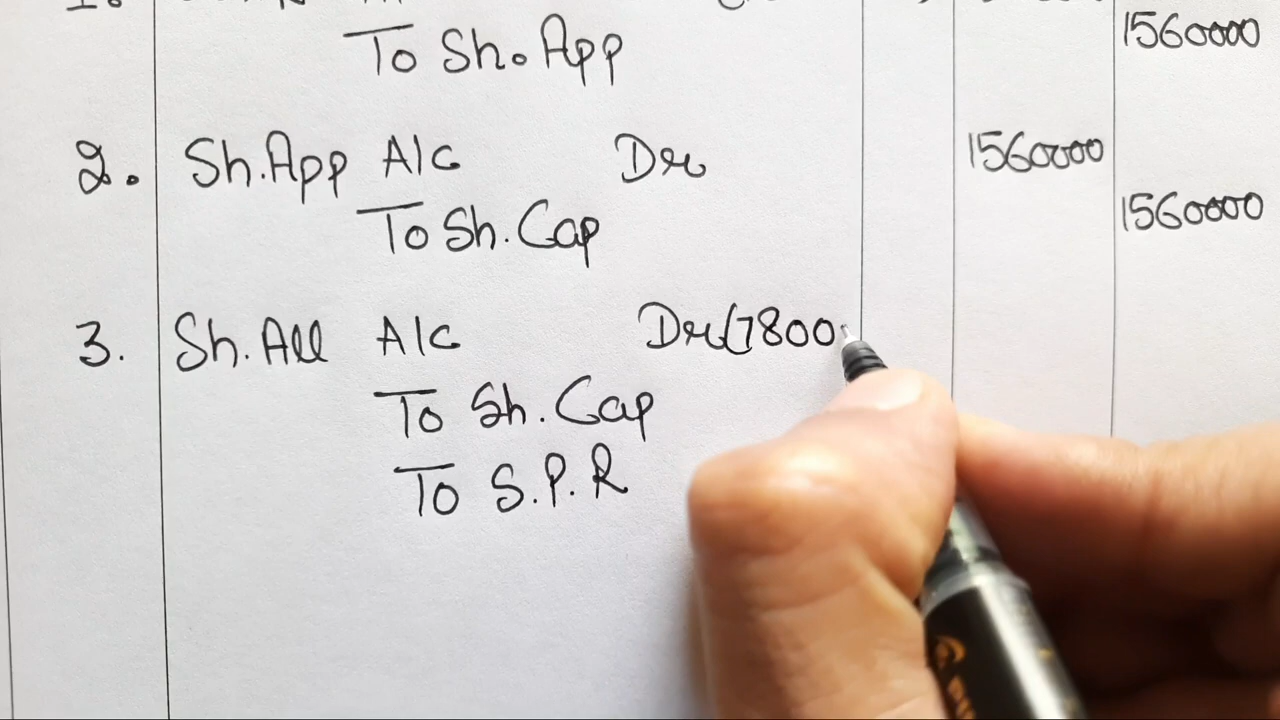 To Sh. App 1560000
2. Sh. App A/c Dr 1560000
To Sh. Cap 1560000
3. Sh. All A/c Dr (7800
To Sh. Cap
To S.P.R